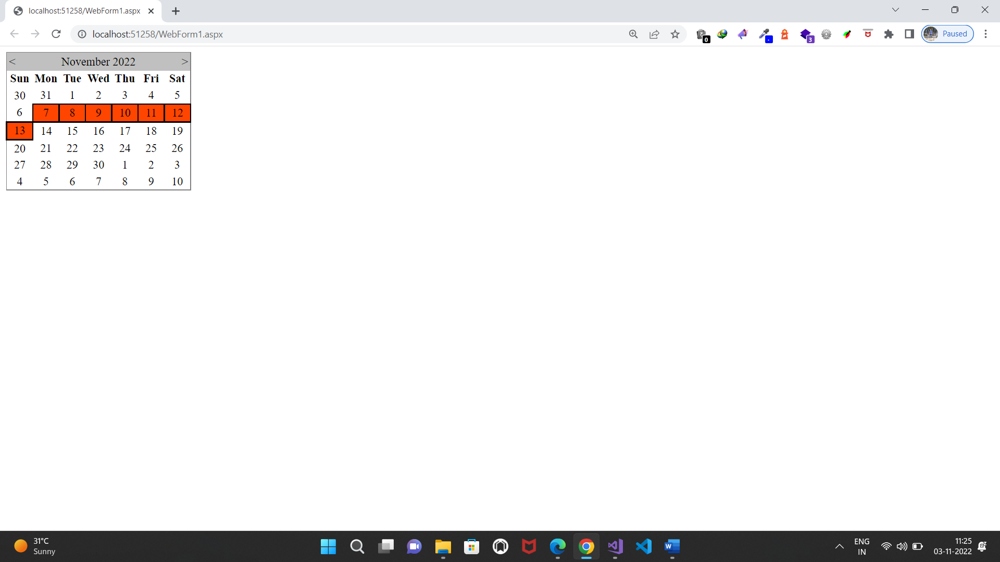 localhost:51258/WebForm1.aspx
localhost:51258/WebForm1.aspx
0
3
Paused
< November 2022 >
Sun Mon Tue Wed Thu Fri Sat
30 31 1 2 3 4 5
6 7 8 9 10 11 12
13 14 15 16 17 18 19
20 21 22 23 24 25 26
27 28 29 30 1 2 3
4 5 6 7 8 9 10
31°C
Sunny
W
ENG
IN
11:25
03-11-2022